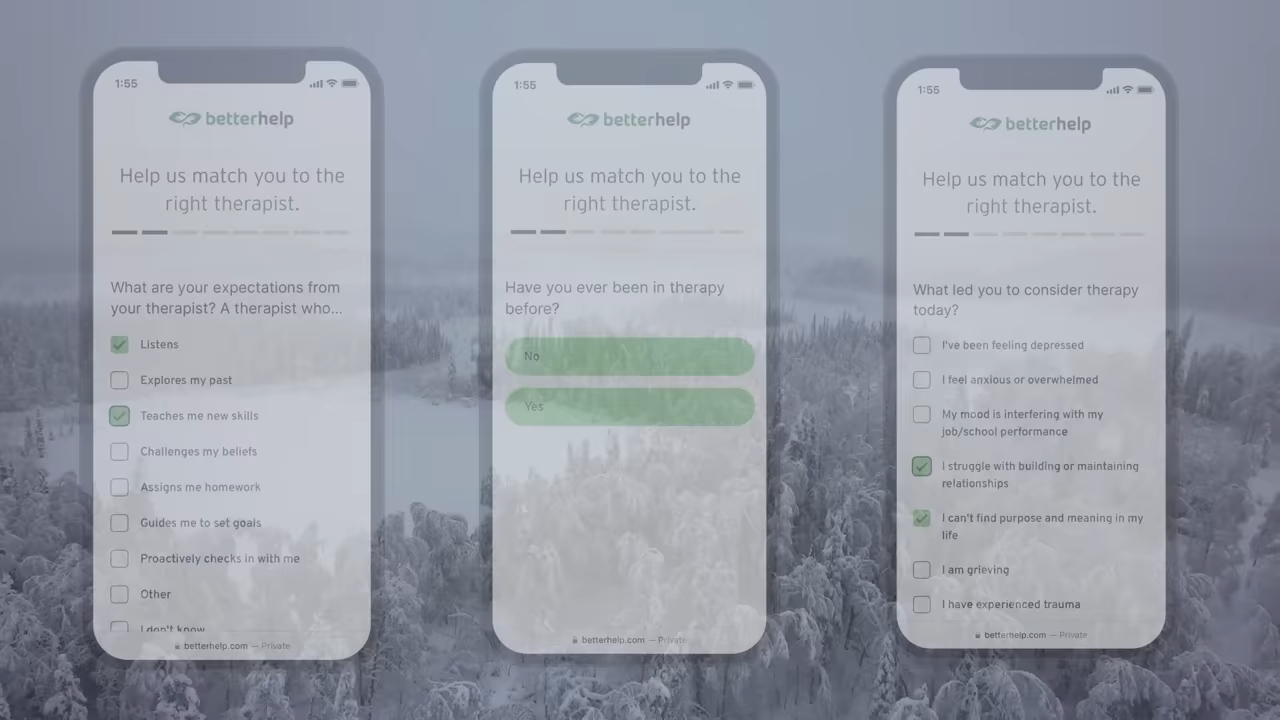 1:55
betterhelp
Help us match you to the
right therapist.
What are your expectations from
your therapist? A therapist who...
Listens
Explores my past
Teaches me new skills
Challenges my beliefs
Assigns me homework
Guides me to set goals
Proactively checks in with me
Other
I don't know
betterhelp.com — Private
1:55
betterhelp
Help us match you to the
right therapist.
Have you ever been in therapy
before?
No
Yes
betterhelp.com — Private
1:55
betterhelp
Help us match you to the
right therapist.
What led you to consider therapy
today?
I've been feeling depressed
I feel anxious or overwhelmed
My mood is interfering with my
job/school performance
I struggle with building or maintaining
relationships
I can't find purpose and meaning in my
life
I am grieving
I have experienced trauma
betterhelp.com — Private